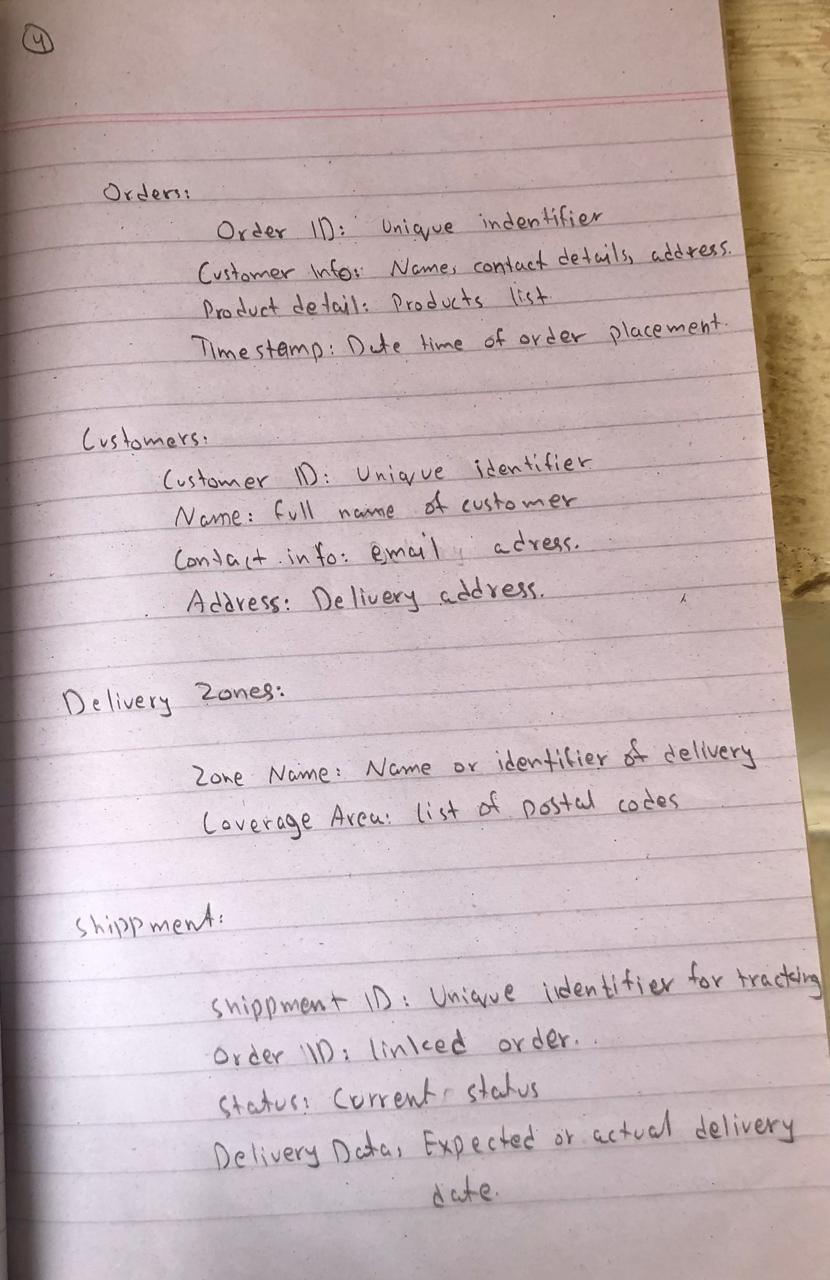 4
Orders:
Order ID: Unique indentifier
Customer Info: Name, contact details, address.
Product detail: Products list.
Timestamp: Date time of order placement.
Customers:
Customer ID: Unique identifier
Name: full name of customer
Contact info: email, adress.
Address: Delivery address.
Delivery Zones:
Zone Name: Name or identifier of delivery
Coverage Area: list of postal codes
Shippment:
Shippment ID: Unique identifier for tracking
Order ID: linked order.
Status: Current status
Delivery Data, Expected or actual delivery
date.